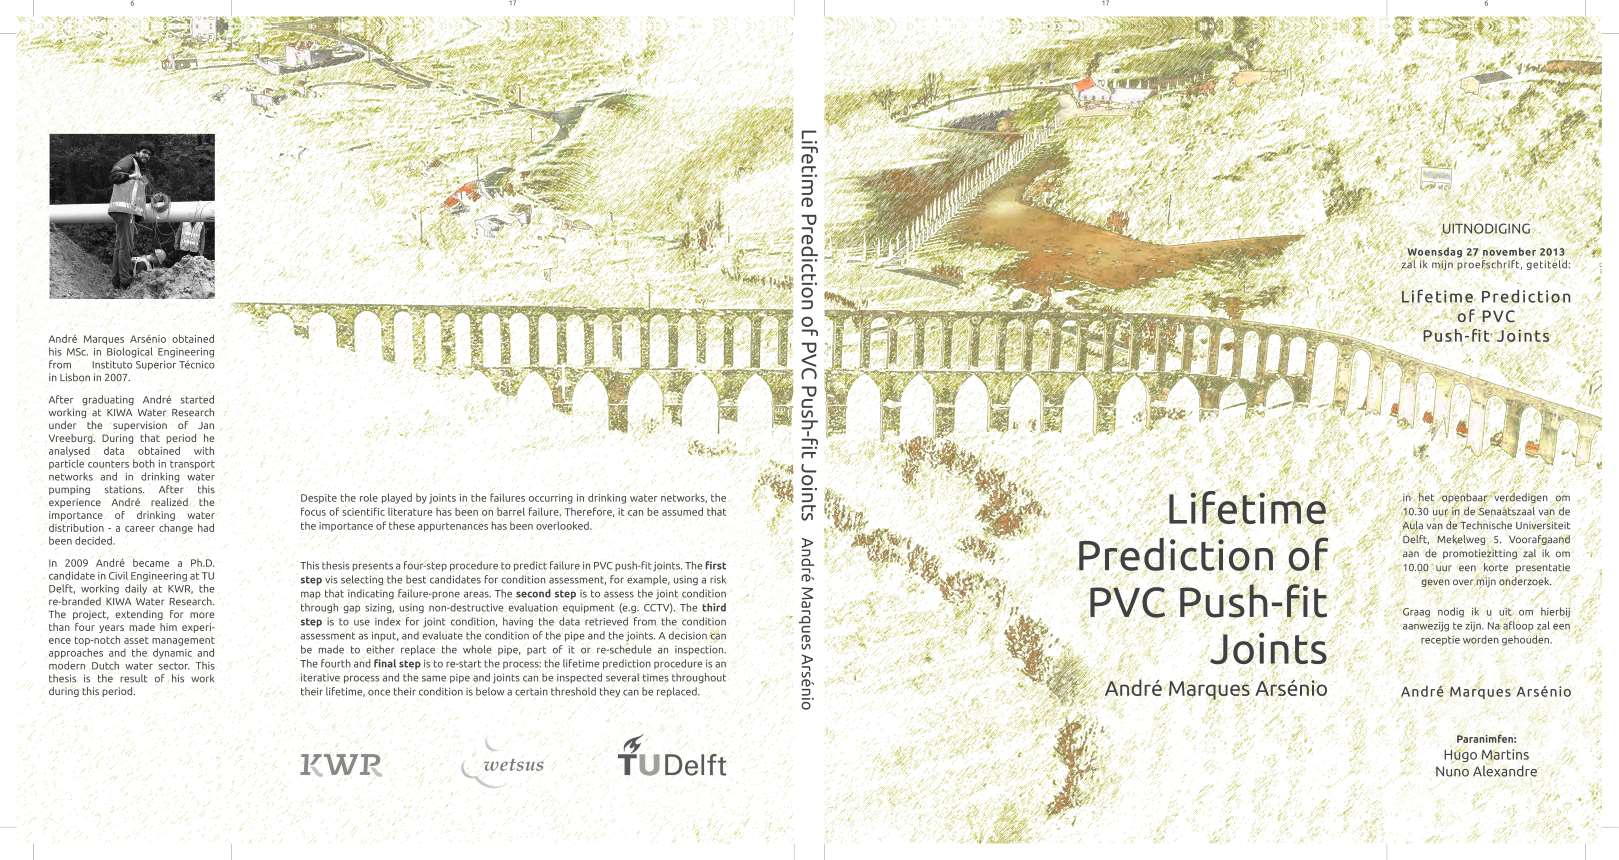 6
17
17
6
André Marques Arsénio obtained
his MSc. in Biological Engineering
from Instituto Superior Técnico
in Lisbon in 2007.
After graduating André started
working at KIWA Water Research
under the supervision of Jan
Vreeburg. During that period he
analysed data obtained with
particle counters both in transport
networks and in drinking water
pumping stations. After this
experience André realized the
importance of drinking water
distribution - a career change had
been decided.
In 2009 André became a Ph.D.
candidate in Civil Engineering at TU
Delft, working daily at KWR, the
re-branded KIWA Water Research.
The project, extending for more
than four years made him experi-
ence top-notch asset management
approaches and the dynamic and
modern Dutch water sector. This
thesis is the result of his work
during this period.
Despite the role played by joints in the failures occurring in drinking water networks, the
focus of scientific literature has been on barrel failure. Therefore, it can be assumed that
the importance of these appurtenances has been overlooked.
This thesis presents a four-step procedure to predict failure in PVC push-fit joints. The first
step vis selecting the best candidates for condition assessment, for example, using a risk
map that indicating failure-prone areas. The second step is to assess the joint condition
through gap sizing, using non-destructive evaluation equipment (e.g. CCTV). The third
step is to use index for joint condition, having the data retrieved from the condition
assessment as input, and evaluate the condition of the pipe and the joints. A decision can
be made to either replace the whole pipe, part of it or re-schedule an inspection.
The fourth and final step is to re-start the process: the lifetime prediction procedure is an
iterative process and the same pipe and joints can be inspected several times throughout
their lifetime, once their condition is below a certain threshold they can be replaced.
KWR
wetsus
TUDelft
Lifetime Prediction of PVC Push-fit Joints André Marques Arsénio
Lifetime
Prediction of
PVC Push-fit
Joints
André Marques Arsénio
UITNODIGING
Woensdag 27 november 2013
zal ik mijn proefschrift, getiteld:
Lifetime Prediction
of PVC
Push-fit Joints
in het openbaar verdedigen om
10.30 uur in de Senaatszaal van de
Aula van de Technische Universiteit
Delft, Mekelweg 5. Voorafgaand
aan de promotiezitting zal ik om
10.00 uur een korte presentatie
geven over mijn onderzoek.
Graag nodig ik u uit om hierbij
aanwezijg te zijn. Na afloop zal een
receptie worden gehouden.
André Marques Arsénio
Paranimfen:
Hugo Martins
Nuno Alexandre